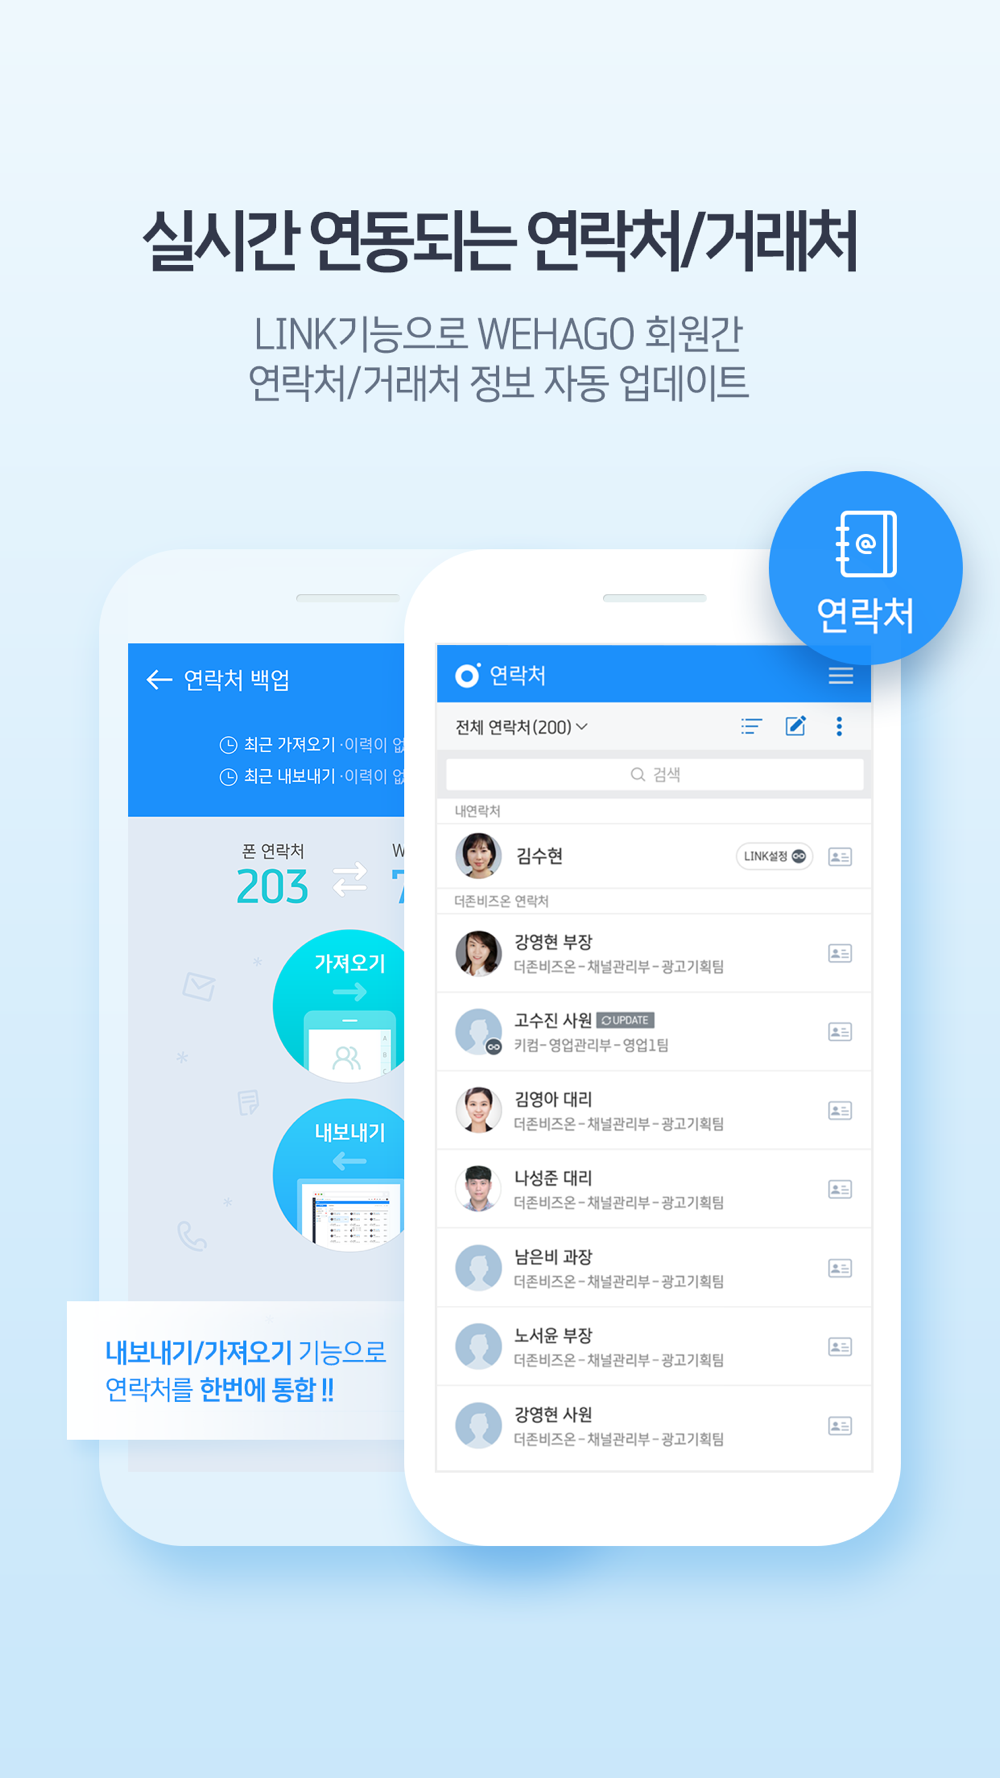 실시간 연동되는 연락처/거래처
LINK기능으로 WEHAGO 회원간
연락처/거래처 정보 자동 업데이트
@
연락처
연락처 백업
최근 가져오기 · 이력이
최근 내보내기 · 이력이
폰 연락처
203
W
가져오기
A
B
C
내보내기
내보내기/가져오기 기능으로
연락처를 한번에 통합 !!
연락처
전체 연락처(200)
검색
내연락처
김수현
LINK설정
더존비즈온 연락처
강영현 부장
더존비즈온 – 채널관리부 – 광고기획팀
고수진 사원 UPDATE
키컴 – 영업관리부 – 영업1팀
김영아 대리
더존비즈온 – 채널관리부 – 광고기획팀
나성준 대리
더존비즈온 – 채널관리부 – 광고기획팀
남은비 과장
더존비즈온 – 채널관리부 – 광고기획팀
노서윤 부장
더존비즈온 – 채널관리부 – 광고기획팀
강영현 사원
더존비즈온 – 채널관리부 – 광고기획팀